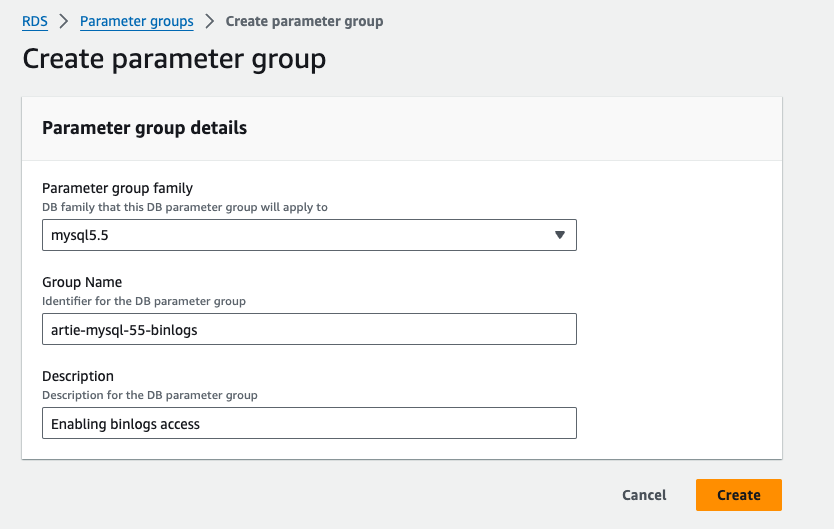 RDS > Parameter groups > Create parameter group
Create parameter group
Parameter group details
Parameter group family
DB family that this DB parameter group will apply to
mysql5.5
Group Name
Identifier for the DB parameter group
artie-mysql-55-binlogs
Description
Description for the DB parameter group
Enabling binlogs access
Cancel Create